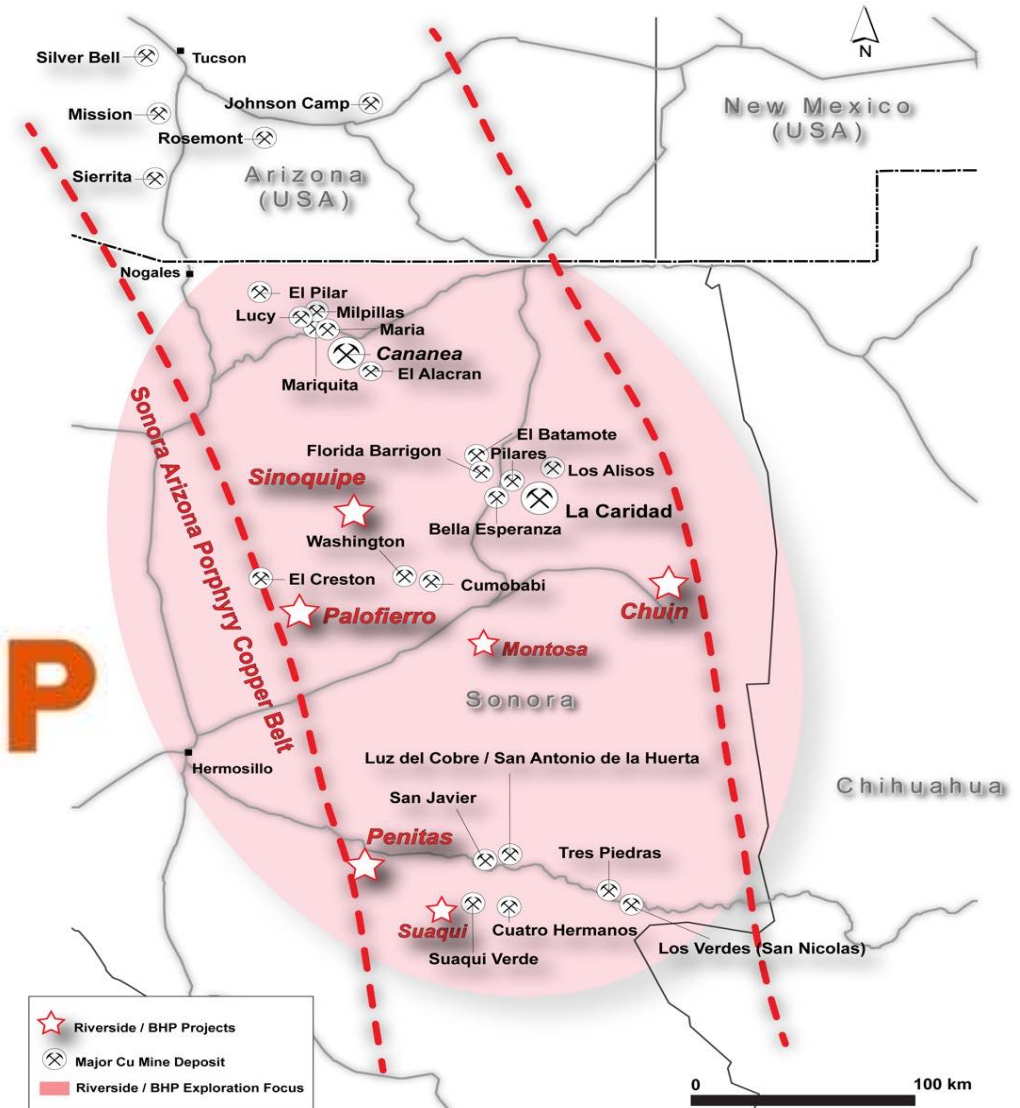 N
Silver Bell
Tucson
Mission
Johnson Camp
Rosemont
New Mexico
(USA)
Sierrita
Arizona
(USA)
Nogales
El Pilar
Lucy
Milpillas
Maria
Cananea
El Alacran
Mariquita
Sonora Arizona Porphyry Copper Belt
El Batamote
Florida Barrigon
Pilares
Los Alisos
Sinoquipe
La Caridad
Bella Esperanza
Washington
El Creston
Cumobabi
Palofierro
Chuin
Montosa
P
Sonora
Luz del Cobre / San Antonio de la Huerta
Hermosillo
Chihuahua
San Javier
Penitas
Tres Piedras
Suaqui
Cuatro Hermanos
Los Verdes (San Nicolas)
Suaqui Verde
Riverside / BHP Projects
Major Cu Mine Deposit
Riverside / BHP Exploration Focus
0 100 km